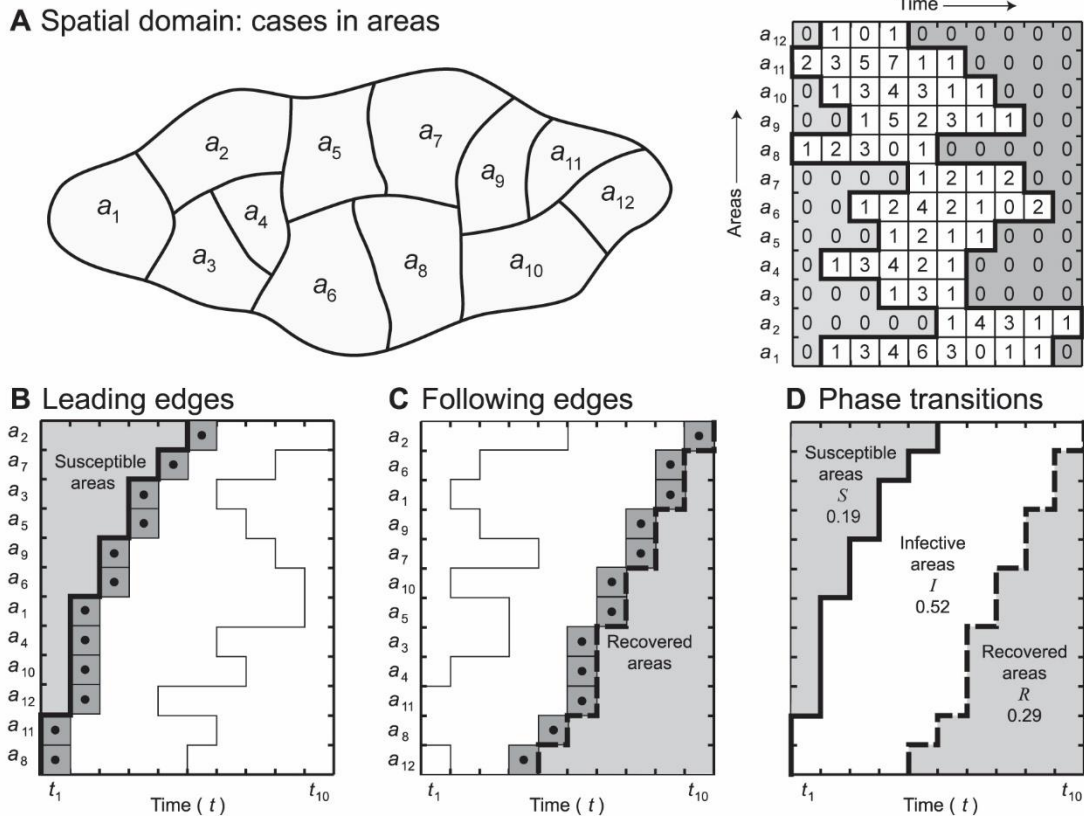 A Spatial domain: cases in areas
a1
a2
a3
a4
a5
a6
a7
a8
a9
a10
a11
a12
Time
Areas
a12 0 1 0 1 0 0 0 0 0 0
a11 2 3 5 7 1 1 0 0 0 0
a10 0 1 3 4 3 1 1 0 0 0
a9 0 0 1 5 2 3 1 1 0 0
a8 1 2 3 0 1 0 0 0 0 0
a7 0 0 0 0 1 2 1 2 0 0
a6 0 0 1 2 4 2 1 0 2 0
a5 0 0 0 1 2 1 1 0 0 0
a4 0 1 3 4 2 1 0 0 0 0
a3 0 0 0 1 3 1 0 0 0 0
a2 0 0 0 0 0 1 4 3 1 1
a1 0 1 3 4 6 3 0 1 1 0
B Leading edges
a2
a7
a3
a5
a9
a6
a1
a4
a10
a12
a11
a8
Susceptible
areas
t1
t10
Time (t)
C Following edges
a2
a6
a1
a9
a7
a10
a5
a3
a4
a11
a8
a12
Recovered
areas
t1
t10
Time (t)
D Phase transitions
Susceptible
areas
S
0.19
Infective
areas
I
0.52
Recovered
areas
R
0.29
t1
t10
Time (t)